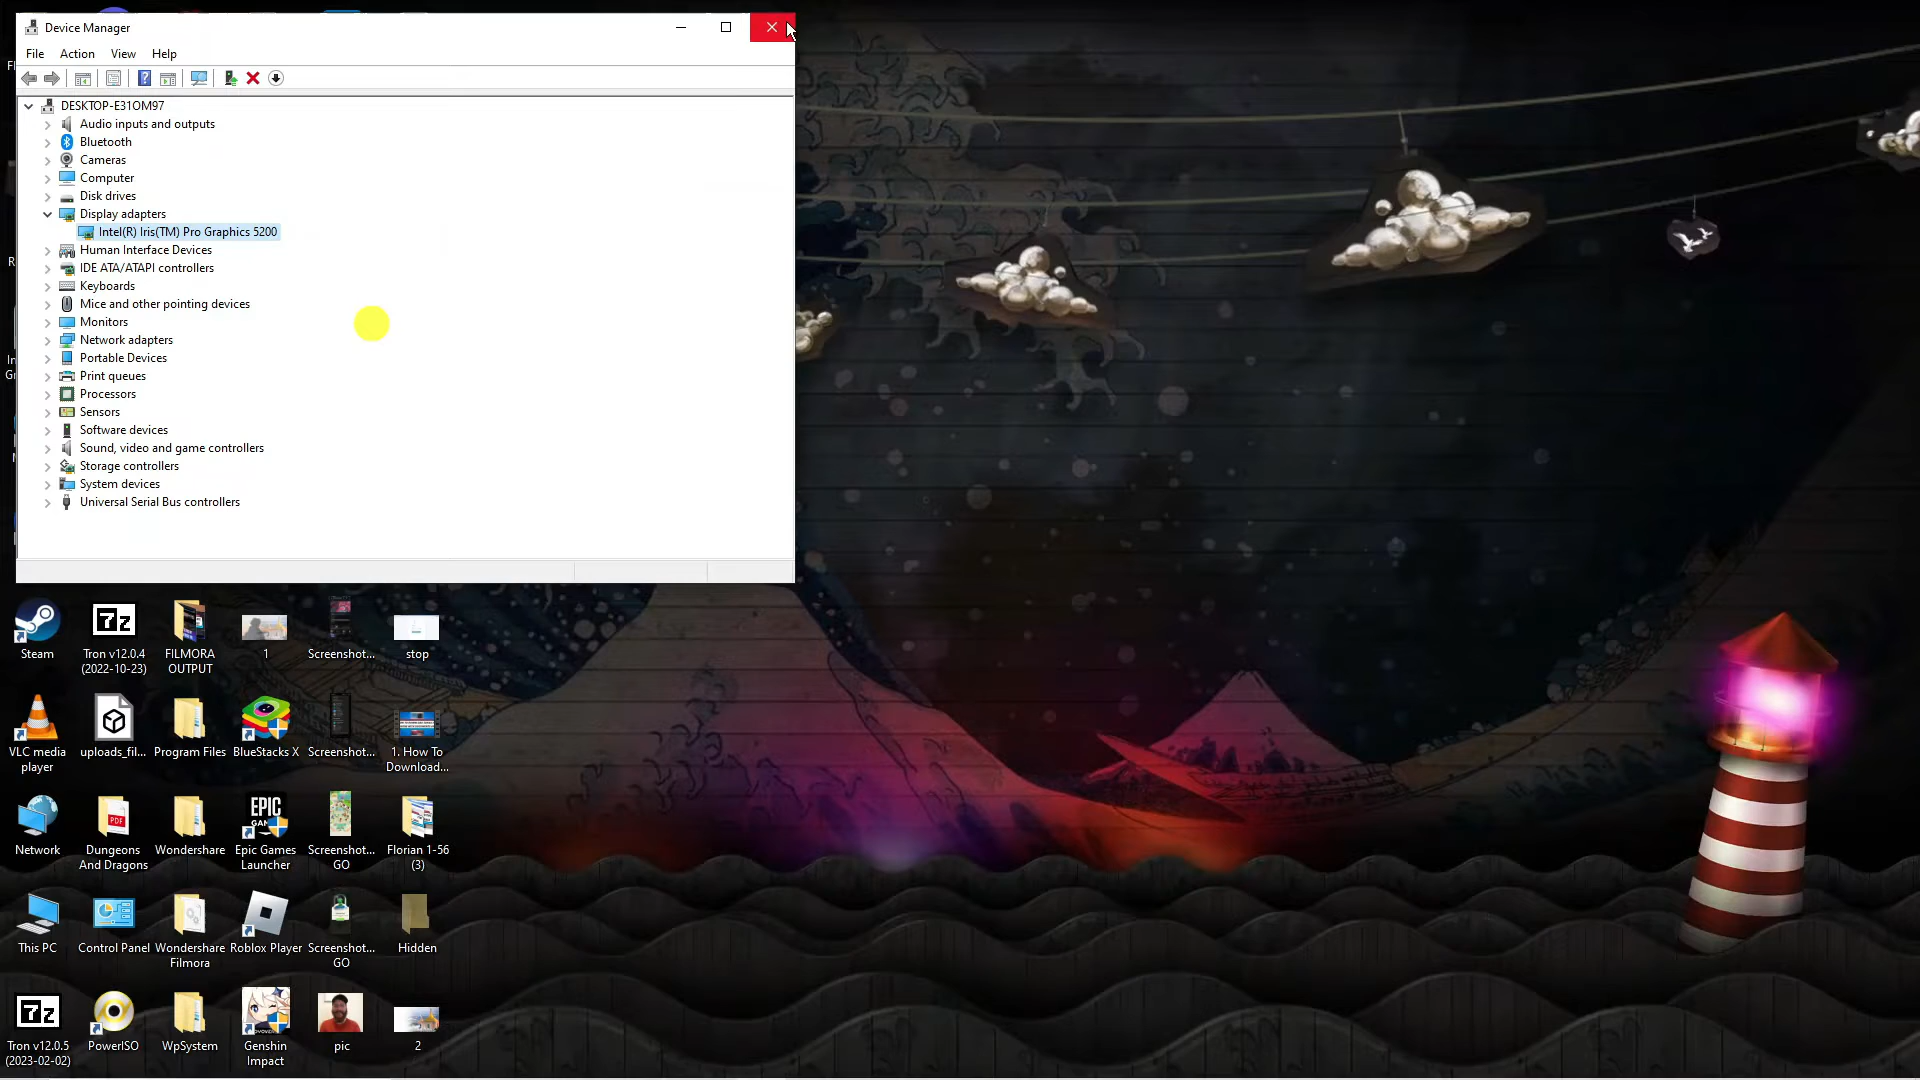 Device Manager
File Action View Help
DESKTOP-E31OM97
Audio inputs and outputs
Bluetooth
Cameras
Computer
Disk drives
Display adapters
Intel(R) Iris(TM) Pro Graphics 5200
Human Interface Devices
IDE ATA/ATAPI controllers
Keyboards
Mice and other pointing devices
Monitors
Network adapters
Portable Devices
Print queues
Processors
Sensors
Software devices
Sound, video and game controllers
Storage controllers
System devices
Universal Serial Bus controllers
Steam
Tron v12.0.4
(2022-10-23)
FILMORA
OUTPUT
1
Screenshot...
stop
VLC media
player
uploads_fil...
Program Files
BlueStacks X
Screenshot...
1. How To
Download...
Network
Dungeons
And Dragons
Wondershare
Epic Games
Launcher
Screenshot...
GO
Florian 1-56
(3)
This PC
Control Panel
Wondershare
Filmora
Roblox Player
Screenshot...
GO
Hidden
Tron v12.0.5
(2023-02-02)
PowerISO
WpSystem
Genshin
Impact
pic
2